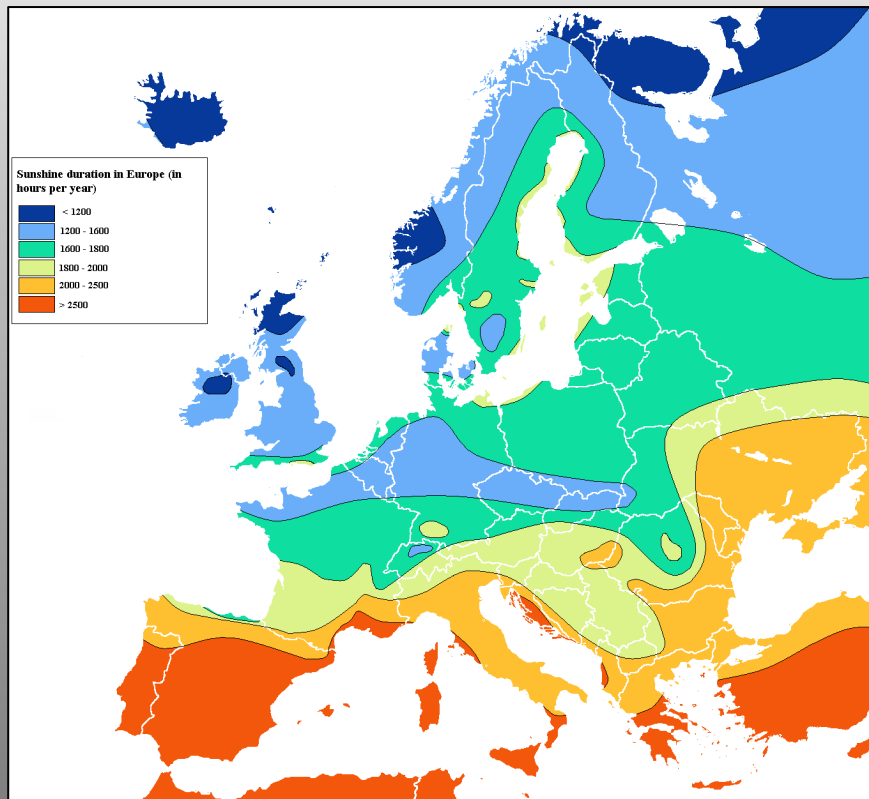 Sunshine duration in Europe (in
hours per year)
< 1200
1200 - 1600
1600 - 1800
1800 - 2000
2000 - 2500
> 2500